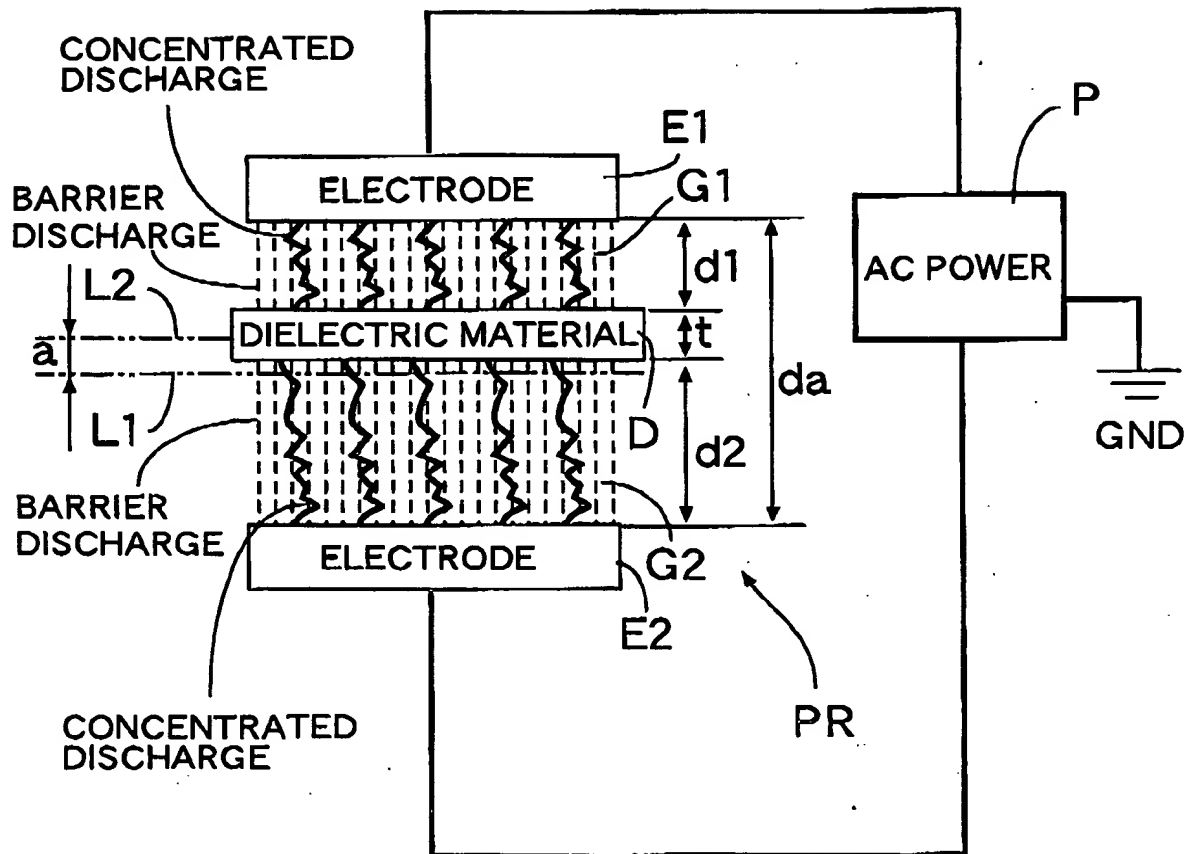 CONCENTRATED
DISCHARGE
P
E1
ELECTRODE
G1
BARRIER
DISCHARGE
d1
AC POWER
L2
DIELECTRIC MATERIAL
t
a
da
L1
D
d2
GND
BARRIER
DISCHARGE
ELECTRODE
G2
E2
CONCENTRATED
DISCHARGE
PR